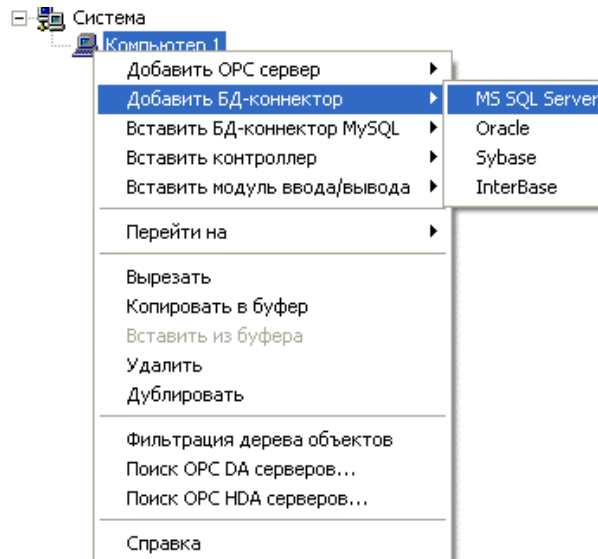 Система
Компьютер 1
Добавить OPC сервер
Добавить БД-коннектор
MS SQL Server
Вставить БД-коннектор MySQL
Oracle
Вставить контроллер
Sybase
Вставить модуль ввода/вывода
InterBase
Перейти на
Вырезать
Копировать в буфер
Вставить из буфера
Удалить
Дублировать
Фильтрация дерева объектов
Поиск OPC DA серверов...
Поиск OPC HDA серверов...
Справка